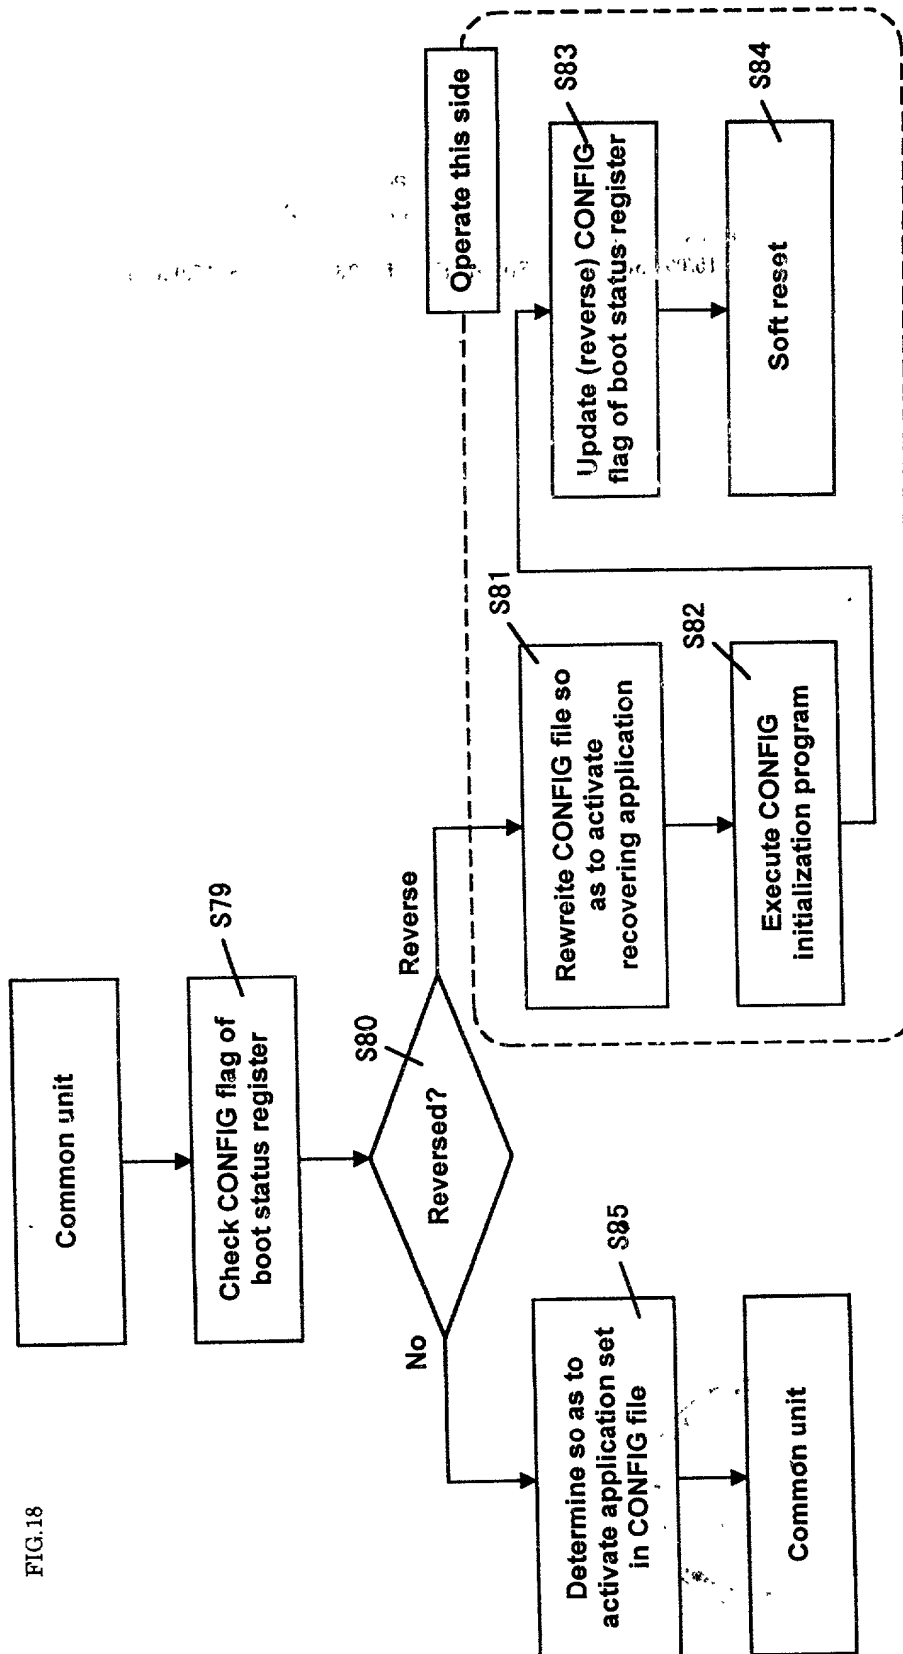 FIG.18
Common unit
Check CONFIG flag of
boot status register
S79
S80
Reversed?
No
Reverse
Determine so as to
activate application set
in CONFIG file
S85
Common unit
Operate this side
Rewreite CONFIG file so
as to activate
recovering application
S81
Execute CONFIG
initialization program
S82
Update (reverse) CONFIG
flag of boot status register
S83
Soft reset
S84